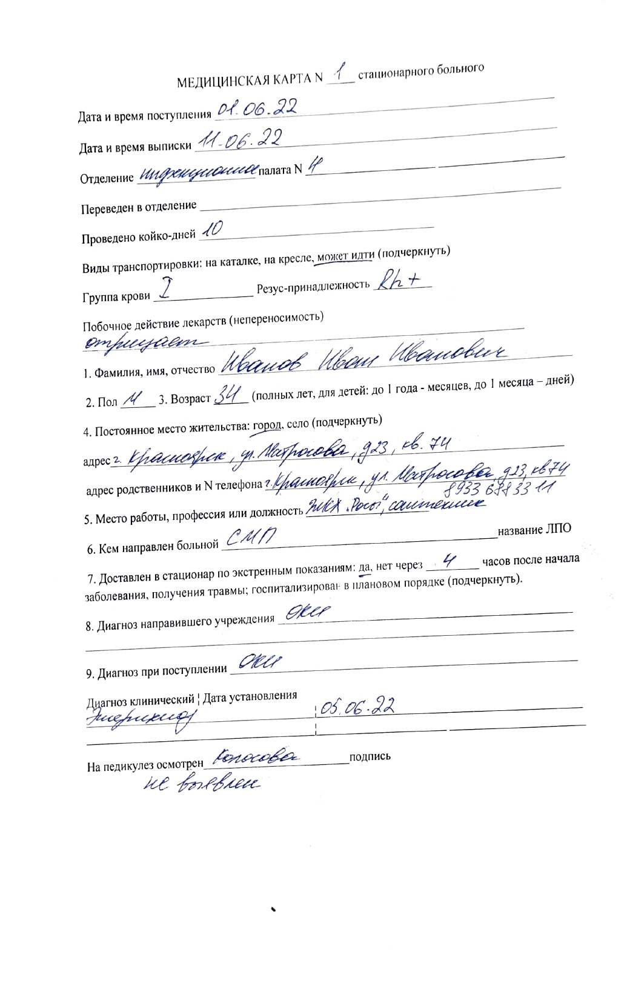 МЕДИЦИНСКАЯ КАРТА N 1 стационарного больного
Дата и время поступления 01.06.22
Дата и время выписки 11.06.22
Отделение инфекционное палата N 4
Переведен в отделение
Проведено койко-дней 10
Виды транспортировки: на каталке, на кресле, может идти (подчеркнуть)
Группа крови I Резус-принадлежность Rh+
Побочное действие лекарств (непереносимость)
отрицает
1. Фамилия, имя, отчество Иванов Иван Иванович
2. Пол М 3. Возраст 34 (полных лет, для детей: до 1 года - месяцев, до 1 месяца – дней)
4. Постоянное место жительства: город, село (подчеркнуть)
адрес г. Красноярск, ул. Матросова, д23, кв. 74
адрес родственников и N телефона г. Красноярск, ул. Матросова, д23, кв74
8933 688 33 11
5. Место работы, профессия или должность ЖКХ "Рост", сантехник
6. Кем направлен больной СМП название ЛПО
7. Доставлен в стационар по экстренным показаниям: да, нет через 4 часов после начала
заболевания, получения травмы; госпитализирован в плановом порядке (подчеркнуть).
8. Диагноз направившего учреждения ОКИ
9. Диагноз при поступлении ОКИ
Диагноз клинический ¦ Дата установления
Эшерихиоз ¦ 05.06.22
¦
На педикулез осмотрен Колосова подпись
не выявлен